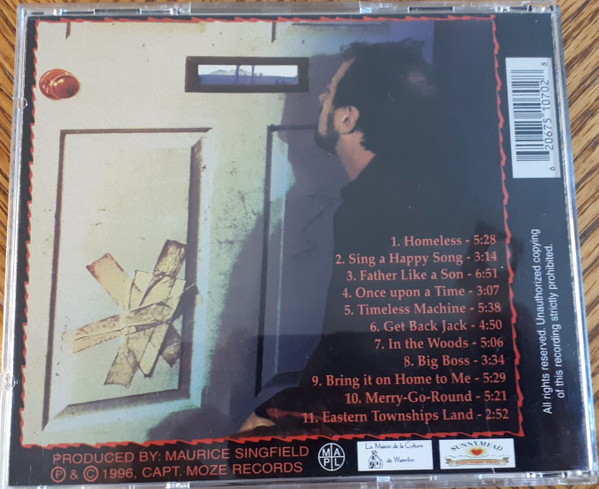 1. Homeless - 5:28
2. Sing a Happy Song - 3:14
3. Father Like a Son - 6:51
4. Once upon a Time - 3:07
5. Timeless Machine - 5:38
6. Get Back Jack - 4:50
7. In the Woods - 5:06
8. Big Boss - 3:34
9. Bring it on Home to Me - 5:29
10. Merry-Go-Round - 5:21
11. Eastern Townships Land - 2:52
6 20675 10702 8
All rights reserved. Unauthorized copying
of this recording strictly prohibited.
PRODUCED BY: MAURICE SINGFIELD
Ⓟ & © 1996, CAPT. MOZE RECORDS
M A
P L
La Maison de la Culture
de Waterloo
SUNNYMEAD